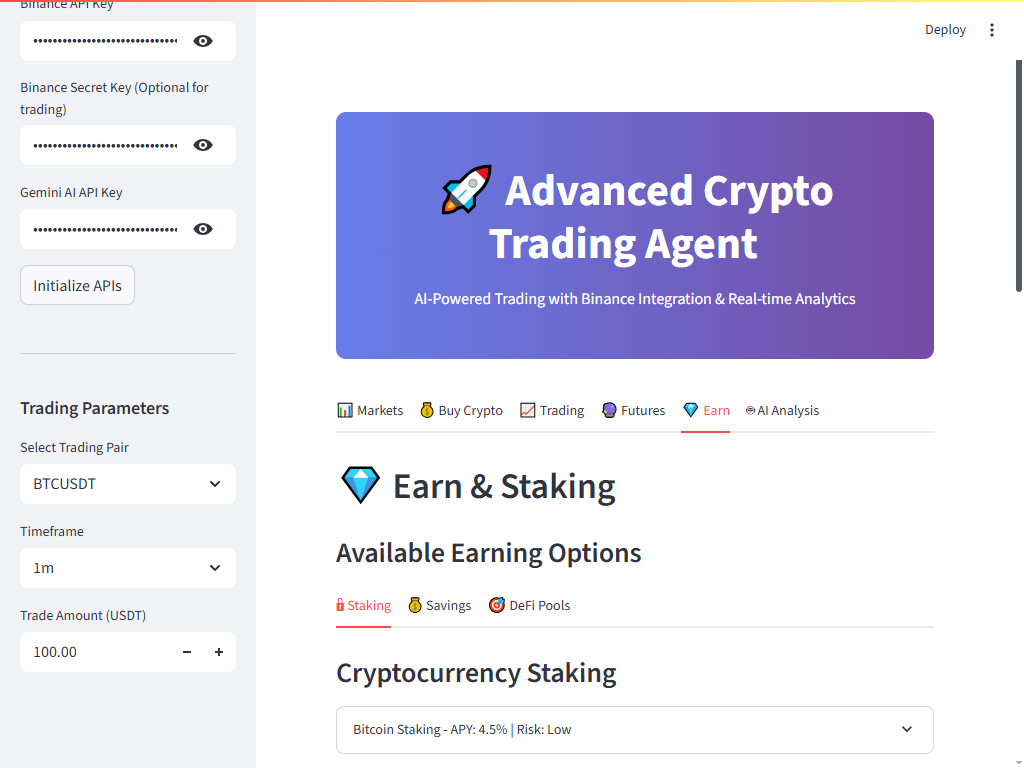 Binance API Key
••••••••••••••••••••••••••••••
Binance Secret Key (Optional for
trading)
••••••••••••••••••••••••••••••
Gemini AI API Key
••••••••••••••••••••••••••••••
Initialize APIs
Trading Parameters
Select Trading Pair
BTCUSDT
Timeframe
1m
Trade Amount (USDT)
100.00
Deploy
🚀 Advanced Crypto
Trading Agent
AI-Powered Trading with Binance Integration & Real-time Analytics
📊 Markets 💰 Buy Crypto 📈 Trading 🔮 Futures 💎 Earn AI Analysis
💎 Earn & Staking
Available Earning Options
🔒 Staking 💰 Savings 🎯 DeFi Pools
Cryptocurrency Staking
Bitcoin Staking - APY: 4.5% | Risk: Low